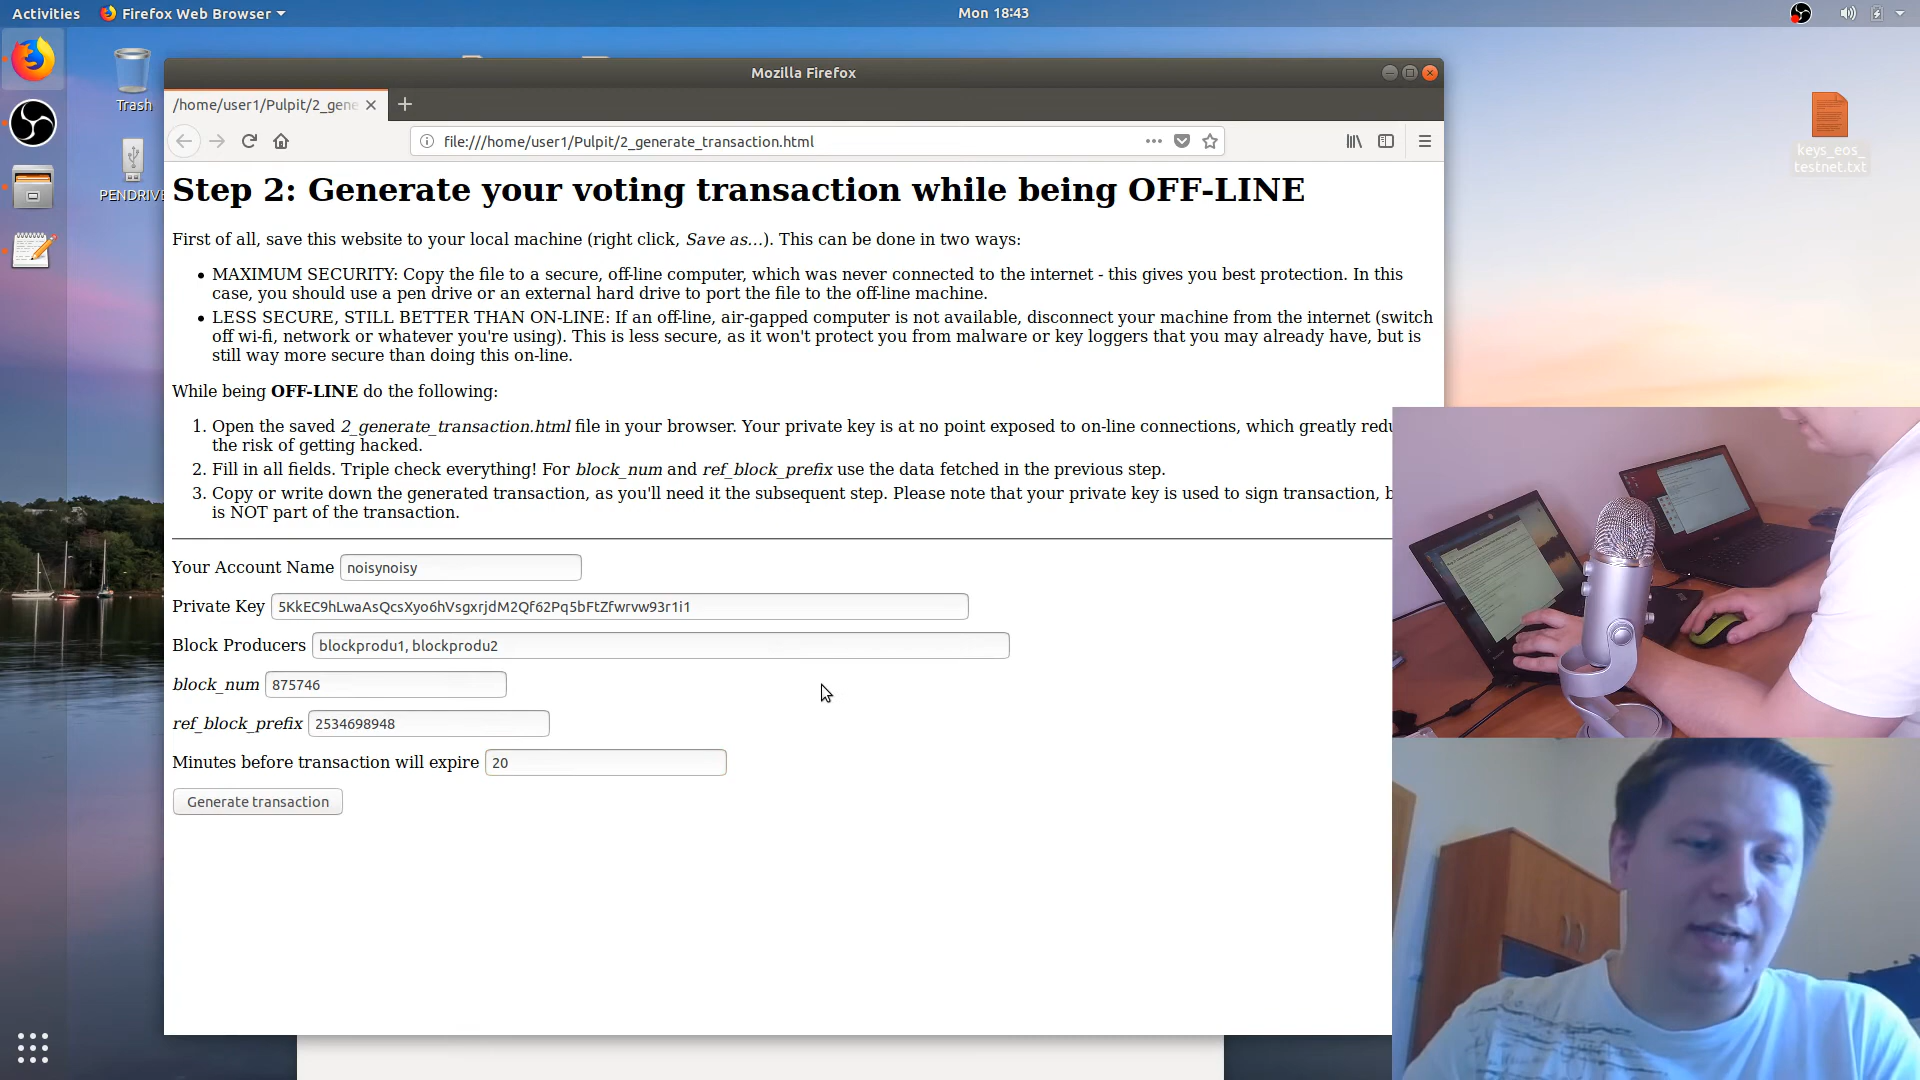 Activities
Firefox Web Browser
Mon 18:43
Trash
PENDRIVE
Mozilla Firefox
/home/user1/Pulpit/2_gene
file:///home/user1/Pulpit/2_generate_transaction.html
keys_eos_
testnet.txt
Step 2: Generate your voting transaction while being OFF-LINE
First of all, save this website to your local machine (right click, Save as...). This can be done in two ways:
• MAXIMUM SECURITY: Copy the file to a secure, off-line computer, which was never connected to the internet - this gives you best protection. In this
case, you should use a pen drive or an external hard drive to port the file to the off-line machine.
• LESS SECURE, STILL BETTER THAN ON-LINE: If an off-line, air-gapped computer is not available, disconnect your machine from the internet (switch
off wi-fi, network or whatever you're using). This is less secure, as it won't protect you from malware or key loggers that you may already have, but is
still way more secure than doing this on-line.
While being OFF-LINE do the following:
1. Open the saved 2_generate_transaction.html file in your browser. Your private key is at no point exposed to on-line connections, which greatly redu
the risk of getting hacked.
2. Fill in all fields. Triple check everything! For block_num and ref_block_prefix use the data fetched in the previous step.
3. Copy or write down the generated transaction, as you'll need it the subsequent step. Please note that your private key is used to sign transaction, b
is NOT part of the transaction.
Your Account Name noisynoisy
Private Key 5KkEC9hLwaAsQcsXyo6hVsgxrjdM2Qf62Pq5bFtZfwrvw93r1i1
Block Producers blockprodu1, blockprodu2
block_num 875746
ref_block_prefix 2534698948
Minutes before transaction will expire 20
Generate transaction